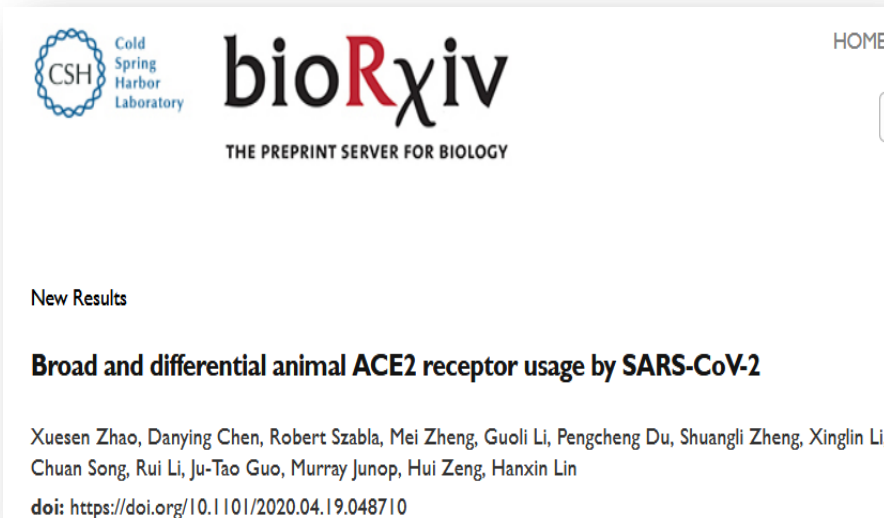 CSH
Cold
Spring
Harbor
Laboratory
bioRχiv
THE PREPRINT SERVER FOR BIOLOGY
HOME
New Results
Broad and differential animal ACE2 receptor usage by SARS-CoV-2
Xuesen Zhao, Danying Chen, Robert Szabla, Mei Zheng, Guoli Li, Pengcheng Du, Shuangli Zheng, Xinglin Li,
Chuan Song, Rui Li, Ju-Tao Guo, Murray Junop, Hui Zeng, Hanxin Lin
doi: https://doi.org/10.1101/2020.04.19.048710